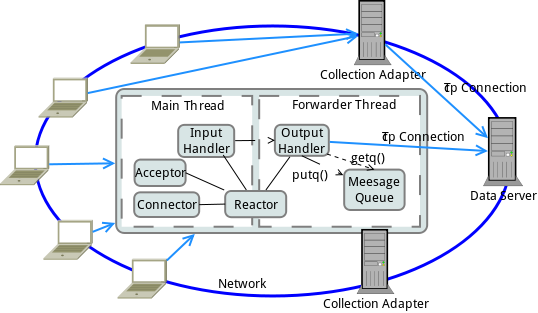 Collection Adapter
Tcp Connection
Main Thread
Forwarder Thread
Input
Handler
Output
Handler
Tcp Connection
getq()
putq()
Acceptor
Meesage
Queue
Connector
Reactor
Data Server
Network
Collection Adapter